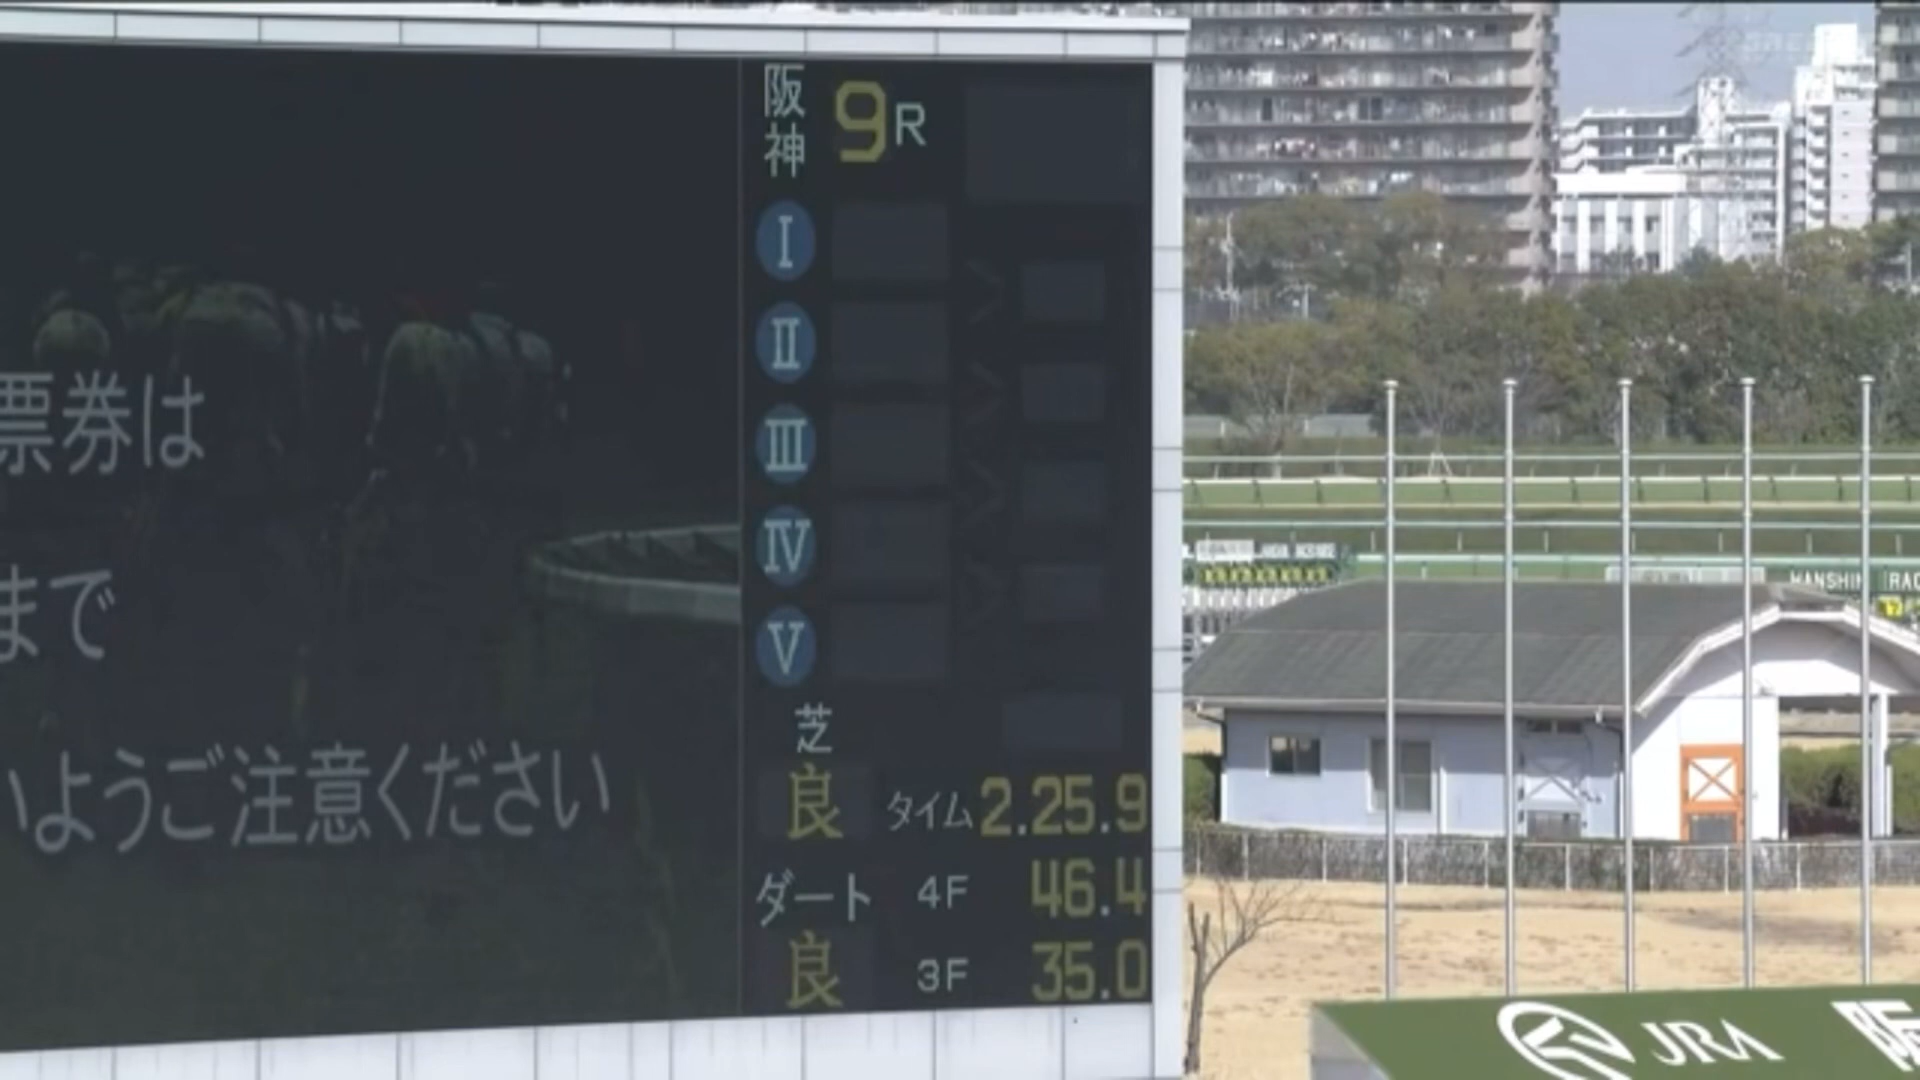 票券は
まで
いようご注意ください
阪神 9R
Ⅰ
Ⅱ
Ⅲ
Ⅳ
Ⅴ
芝
良 タイム 2.25.9
ダート 4F 46.4
良 3F 35.0
HANSHIN RAC
JRA 阪